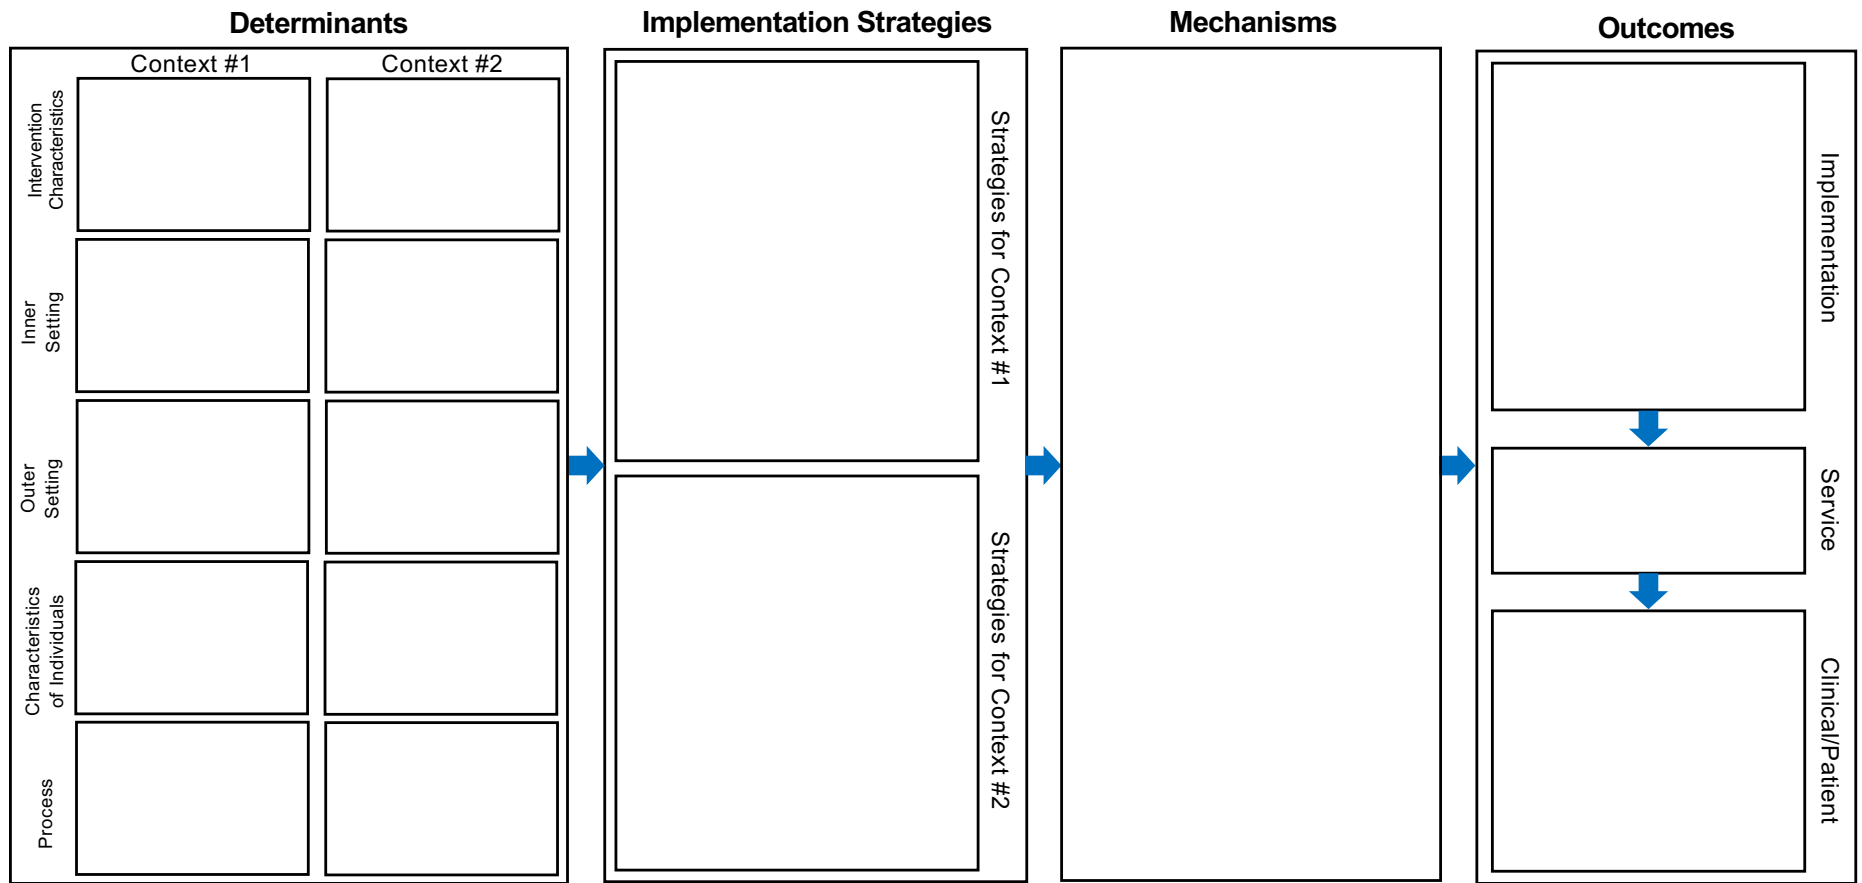 Determinants
Implementation Strategies
Mechanisms
Outcomes
Context #1
Context #2
Intervention
Characteristics
Inner
Setting
Outer
Setting
Characteristics
of Individuals
Process
Strategies for Context #1
Strategies for Context #2
Implementation
Service
Clinical/Patient